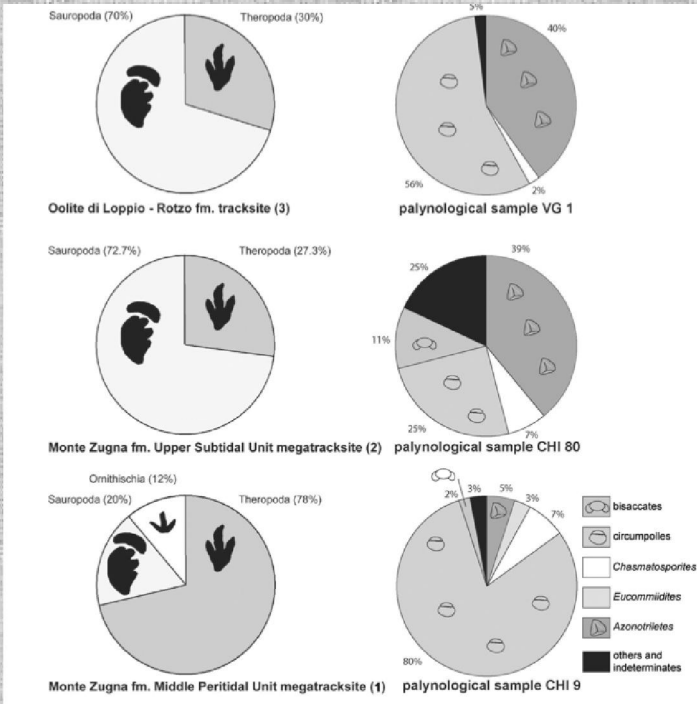 Sauropoda (70%)
Theropoda (30%)
Oolite di Loppio - Rotzo fm. tracksite (3)
5%
40%
56%
2%
palynological sample VG 1
Sauropoda (72.7%)
Theropoda (27.3%)
Monte Zugna fm. Upper Subtidal Unit megatracksite (2)
39%
25%
11%
25%
7%
palynological sample CHI 80
Ornithischia (12%)
Sauropoda (20%)
Theropoda (78%)
Monte Zugna fm. Middle Peritidal Unit megatracksite (1)
2%
3%
5%
3%
7%
80%
palynological sample CHI 9
bisaccates
circumpolles
Chasmatosporites
Eucommiidites
Azonotriletes
others and
indeterminates